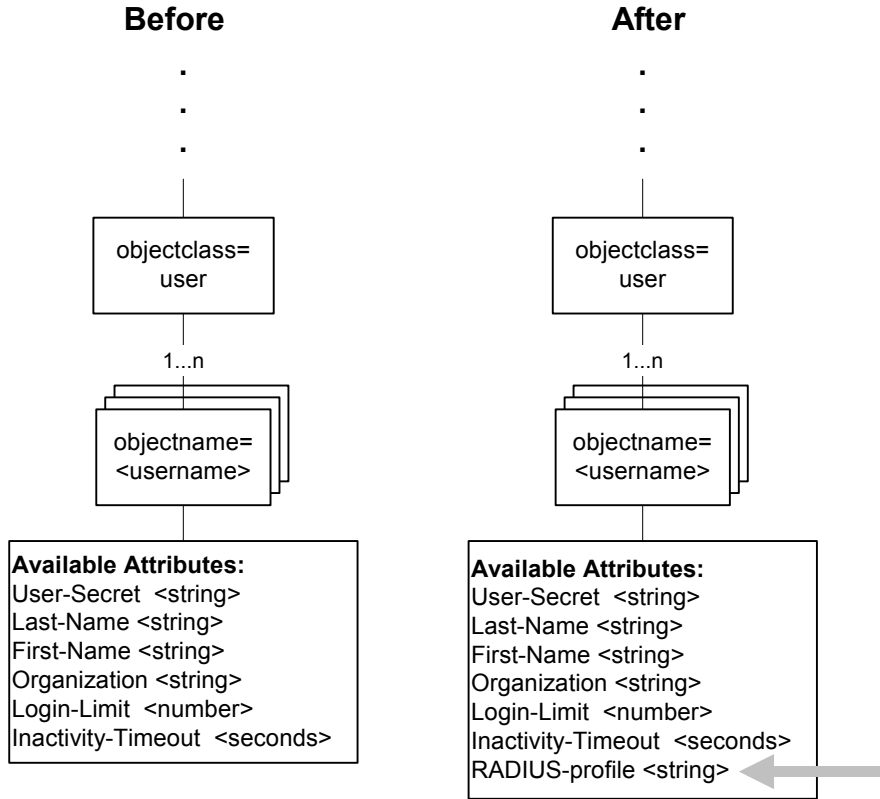 Before
.
.
.
objectclass=
user
1...n
objectname=
<username>
Available Attributes:
User-Secret <string>
Last-Name <string>
First-Name <string>
Organization <string>
Login-Limit <number>
Inactivity-Timeout <seconds>
After
.
.
.
objectclass=
user
1...n
objectname=
<username>
Available Attributes:
User-Secret <string>
Last-Name <string>
First-Name <string>
Organization <string>
Login-Limit <number>
Inactivity-Timeout <seconds>
RADIUS-profile <string>